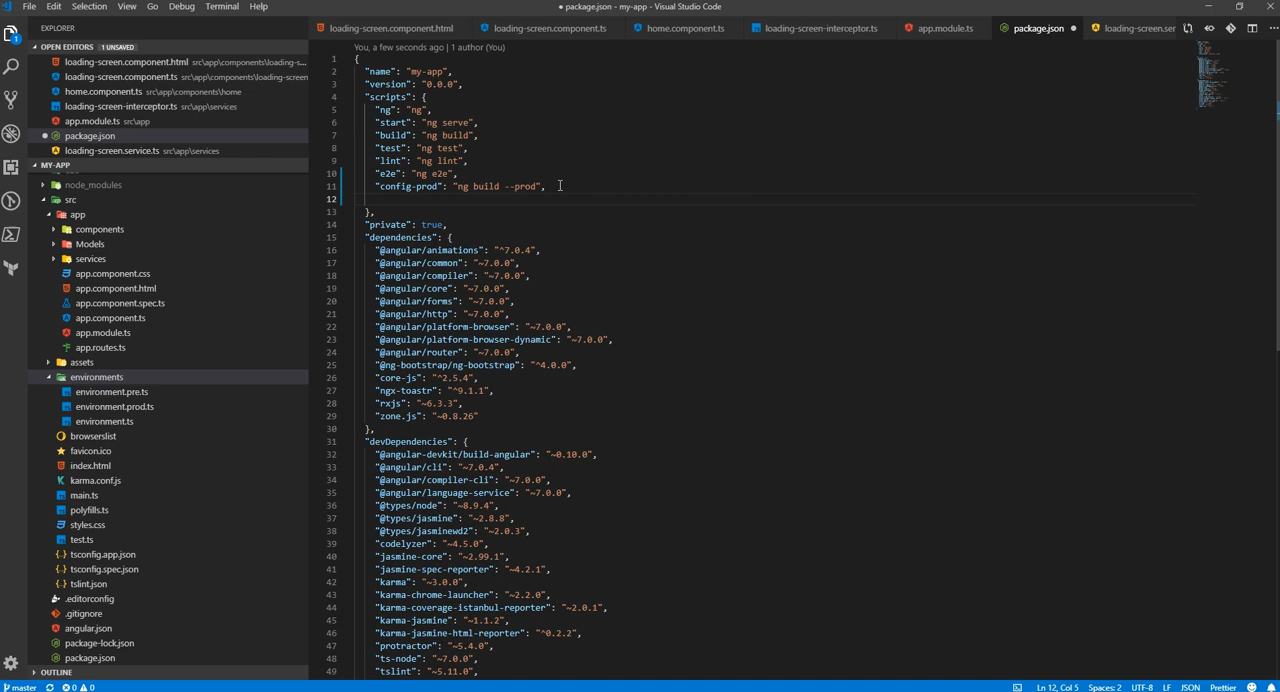 File Edit Selection View Go Debug Terminal Help
● package.json - my-app - Visual Studio Code
EXPLORER
OPEN EDITORS 1 UNSAVED
loading-screen.component.html src\app\components\loading-s...
loading-screen.component.ts src\app\components\loading-screen
home.component.ts src\app\components\home
loading-screen-interceptor.ts src\app\services
app.module.ts src\app
package.json
loading-screen.service.ts src\app\services
MY-APP
node_modules
src
app
components
Models
services
app.component.css
app.component.html
app.component.spec.ts
app.component.ts
app.module.ts
app.routes.ts
assets
environments
environment.pre.ts
environment.prod.ts
environment.ts
browserslist
favicon.ico
index.html
karma.conf.js
main.ts
polyfills.ts
styles.css
test.ts
tsconfig.app.json
tsconfig.spec.json
tslint.json
.editorconfig
.gitignore
angular.json
package-lock.json
package.json
OUTLINE
loading-screen.component.html loading-screen.component.ts home.component.ts loading-screen-interceptor.ts app.module.ts package.json ● loading-screen.ser
You, a few seconds ago | 1 author (You)
1 {
2 "name": "my-app",
3 "version": "0.0.0",
4 "scripts": {
5 "ng": "ng",
6 "start": "ng serve",
7 "build": "ng build",
8 "test": "ng test",
9 "lint": "ng lint",
10 "e2e": "ng e2e",
11 "config-prod": "ng build --prod",
12
13 },
14 "private": true,
15 "dependencies": {
16 "@angular/animations": "^7.0.4",
17 "@angular/common": "~7.0.0",
18 "@angular/compiler": "~7.0.0",
19 "@angular/core": "~7.0.0",
20 "@angular/forms": "~7.0.0",
21 "@angular/http": "~7.0.0",
22 "@angular/platform-browser": "~7.0.0",
23 "@angular/platform-browser-dynamic": "~7.0.0",
24 "@angular/router": "~7.0.0",
25 "@ng-bootstrap/ng-bootstrap": "^4.0.0",
26 "core-js": "^2.5.4",
27 "ngx-toastr": "^9.1.1",
28 "rxjs": "~6.3.3",
29 "zone.js": "~0.8.26"
30 },
31 "devDependencies": {
32 "@angular-devkit/build-angular": "~0.10.0",
33 "@angular/cli": "~7.0.4",
34 "@angular/compiler-cli": "~7.0.0",
35 "@angular/language-service": "~7.0.0",
36 "@types/node": "~8.9.4",
37 "@types/jasmine": "~2.8.8",
38 "@types/jasminewd2": "~2.0.3",
39 "codelyzer": "~4.5.0",
40 "jasmine-core": "~2.99.1",
41 "jasmine-spec-reporter": "~4.2.1",
42 "karma": "~3.0.0",
43 "karma-chrome-launcher": "~2.2.0",
44 "karma-coverage-istanbul-reporter": "~2.0.1",
45 "karma-jasmine": "~1.1.2",
46 "karma-jasmine-html-reporter": "^0.2.2",
47 "protractor": "~5.4.0",
48 "ts-node": "~7.0.0",
49 "tslint": "~5.11.0",
master 0 0 Ln 12, Col 5 Spaces: 2 UTF-8 LF JSON Prettier